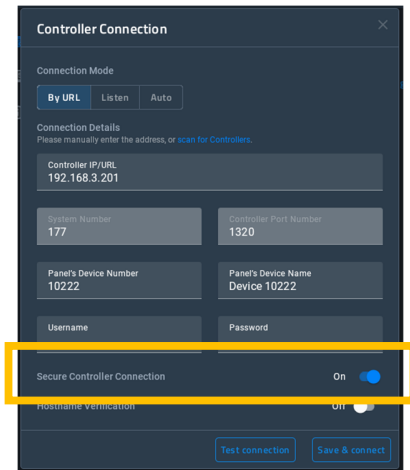 Controller Connection
Connection Mode
By URL Listen Auto
Connection Details
Please manually enter the address, or scan for Controllers.
Controller IP/URL
192.168.3.201
System Number Controller Port Number
177 1320
Panel's Device Number Panel's Device Name
10222 Device 10222
Username Password
Secure Controller Connection On
Hostname Verification Off
Test connection Save & connect